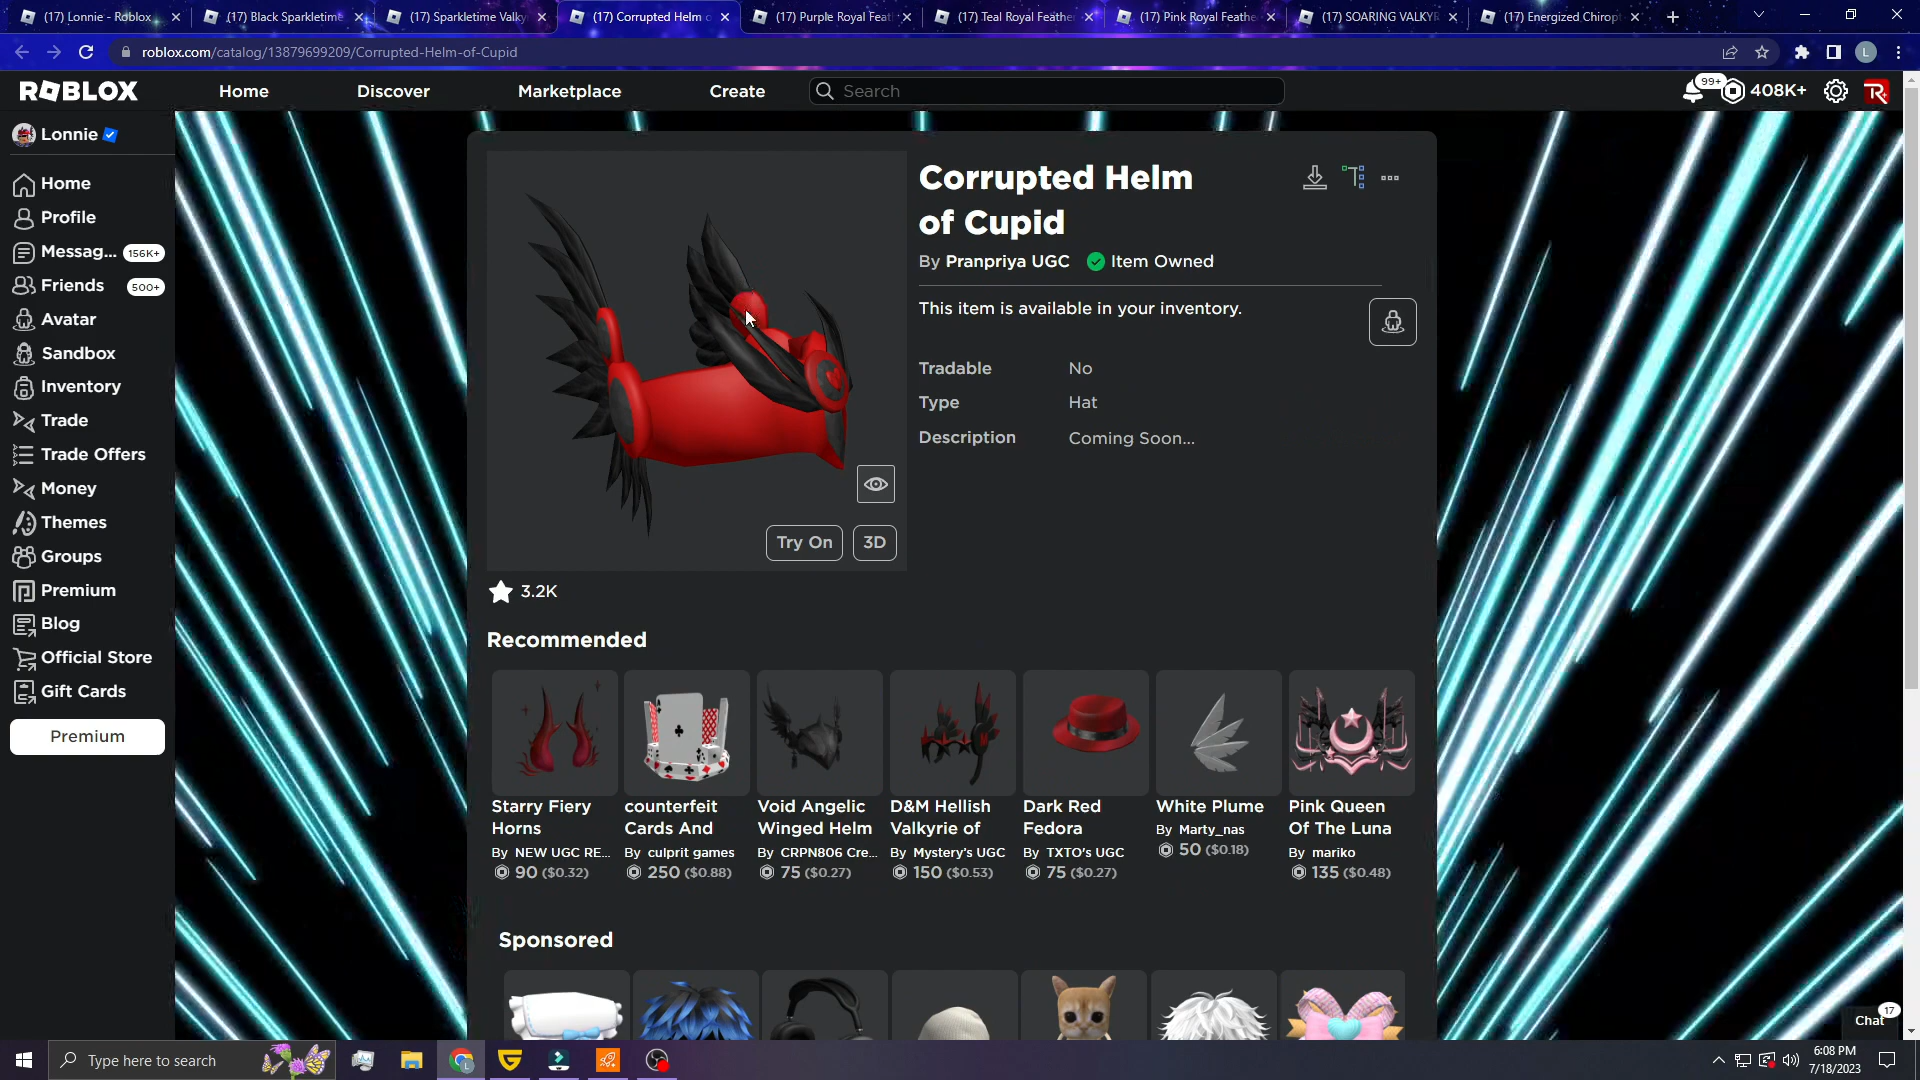 (17) Lonnie - Roblox
(17) Black Sparkletime
(17) Sparkletime Valky
(17) Corrupted Helm o
(17) Purple Royal Feat
(17) Teal Royal Feather
(17) Pink Royal Feathe
(17) SOARING VALKYR
(17) Energized Chirop
roblox.com/catalog/13879699209/Corrupted-Helm-of-Cupid
L
ROBLOX
Home
Discover
Marketplace
Create
Search
99+
408K+
Lonnie
Home
Profile
Messag... 156K+
Friends 500+
Avatar
Sandbox
Inventory
Trade
Trade Offers
Money
Themes
Groups
Premium
Blog
Official Store
Gift Cards
Premium
Corrupted Helm
of Cupid
By Pranpriya UGC Item Owned
This item is available in your inventory.
Tradable No
Type Hat
Description Coming Soon...
Try On
3D
3.2K
Recommended
Starry Fiery
Horns
By NEW UGC RE...
90 ($0.32)
counterfeit
Cards And
By culprit games
250 ($0.88)
Void Angelic
Winged Helm
By CRPN806 Cre...
75 ($0.27)
D&M Hellish
Valkyrie of
By Mystery's UGC
150 ($0.53)
Dark Red
Fedora
By TXTO's UGC
75 ($0.27)
White Plume
By Marty_nas
50 ($0.18)
Pink Queen
Of The Luna
By mariko
135 ($0.48)
Sponsored
Chat
17
Type here to search
6:08 PM
7/18/2023